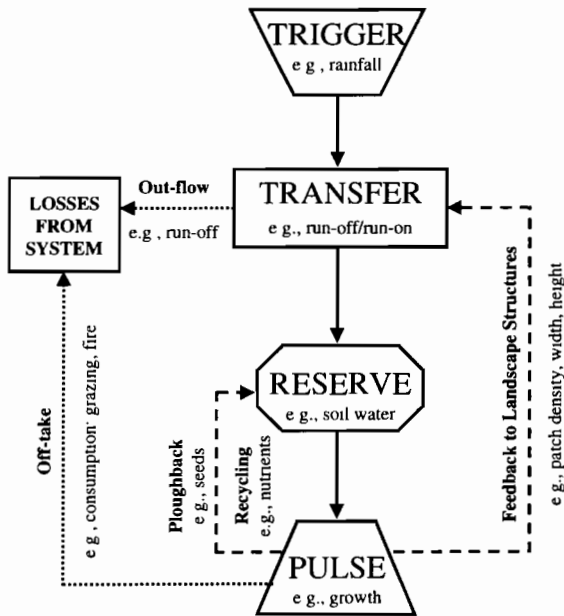 TRIGGER
e g , rainfall
Out-flow
e.g , run-off
LOSSES
FROM
SYSTEM
TRANSFER
e g., run-off/run-on
RESERVE
e g., soil water
Off-take
e g , consumption: grazing, fire
Ploughback
e g., seeds
Recycling
e.g., nutrients
Feedback to Landscape Structures
e g., patch density, width, height
PULSE
e g., growth